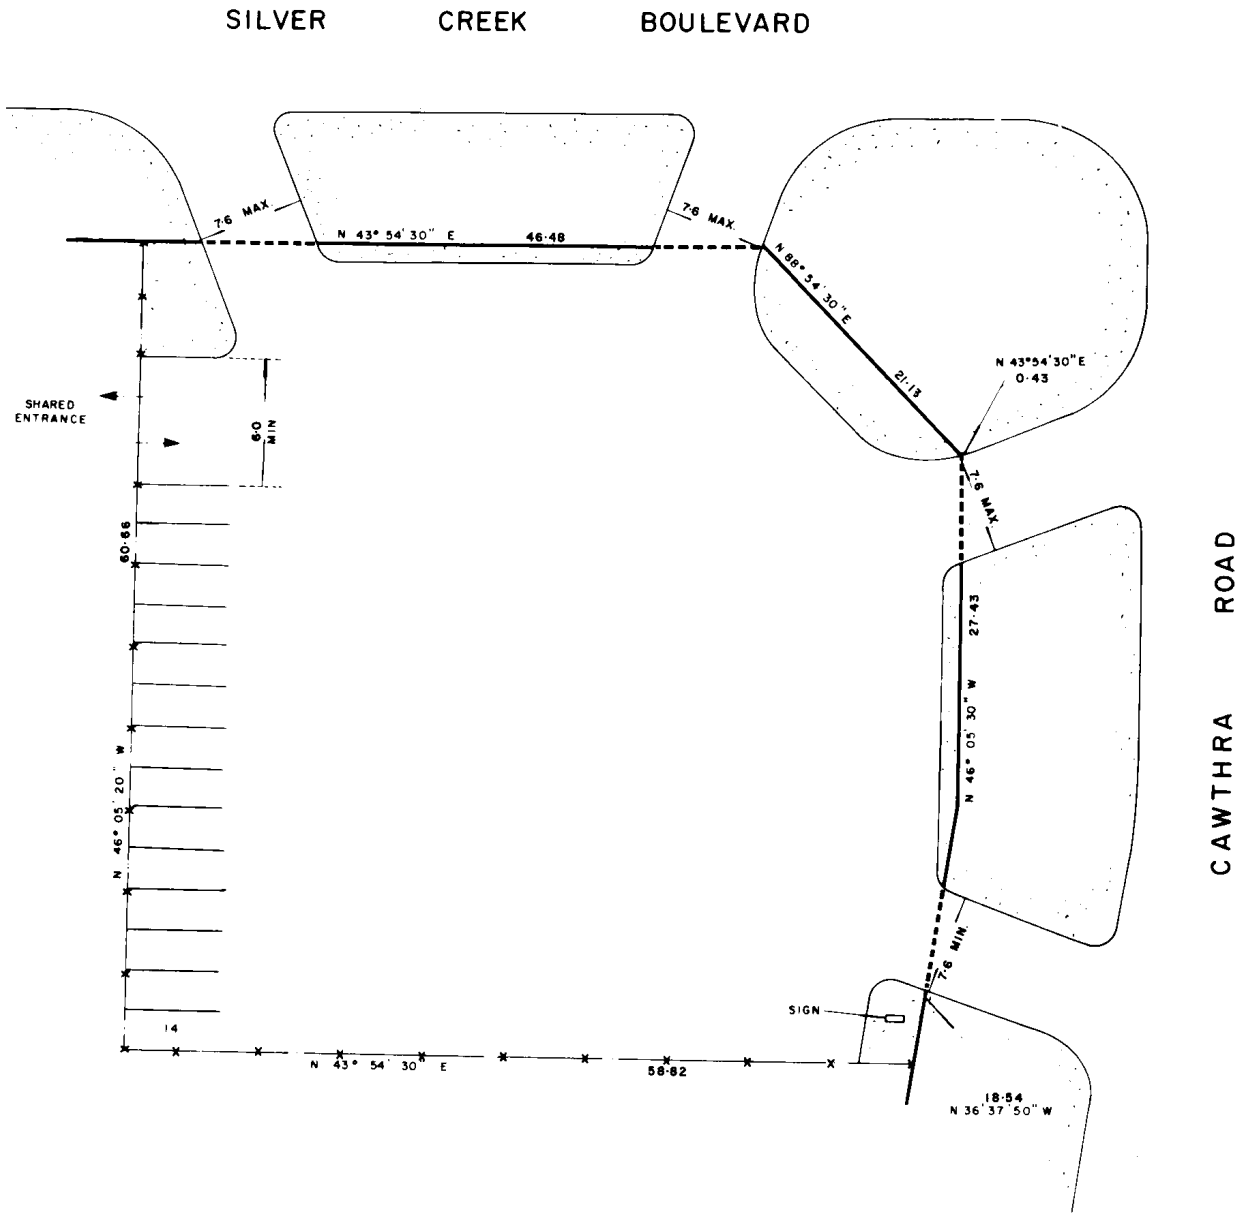 SILVER CREEK BOULEVARD
7·6 MAX.
7·6 MAX.
N 43° 54' 30" E 46·48
N 88° 54' 30" E
21·13
N 43°54'30"E
0·43
SHARED
ENTRANCE
6·0
MIN
7·6 MAX.
60·66
N 46° 05' 20" W
27·43
N 46° 05' 30" W
CAWTHRA ROAD
7·6 MIN.
SIGN
14
N 43° 54' 30" E
58·82
18·54
N 36°37'50" W